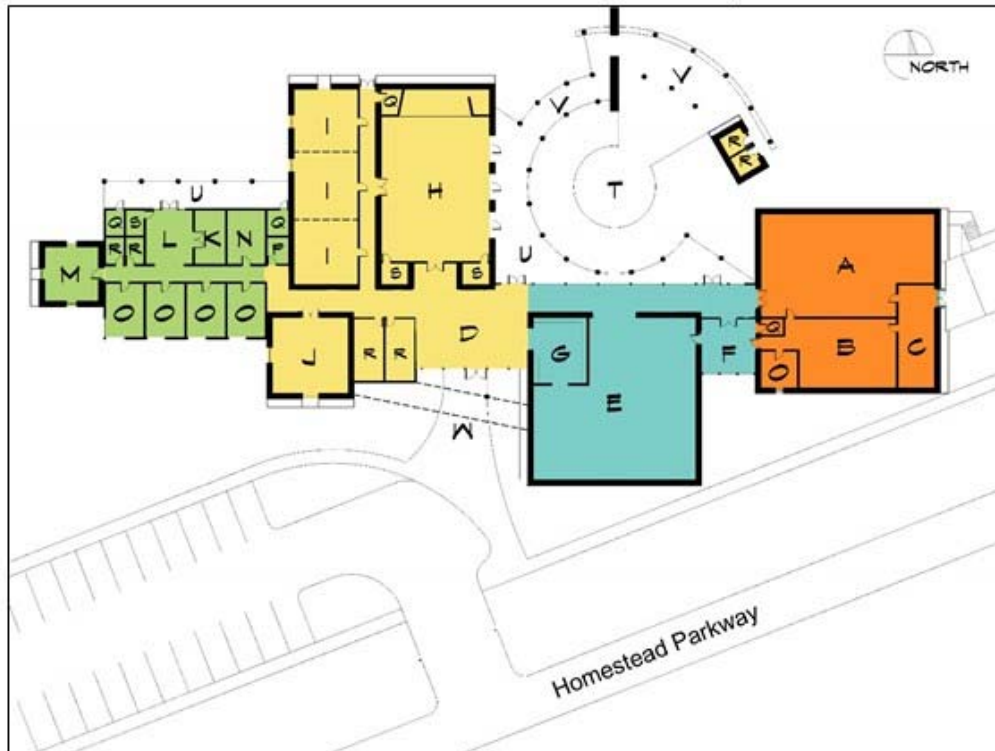 NORTH
Q
V
V
I
H
R
R
I
T
U
Q S L K N Q
R R R
I
U
M
S
S
A
O O O O
D
J
R R
G
F
Q
B
C
O
E
W
Homestead Parkway